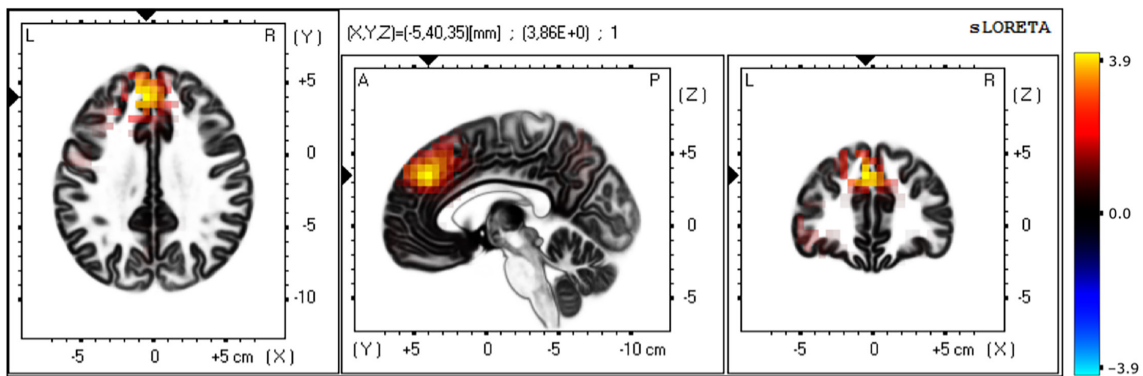 (X,Y,Z)=(-5,40,35)[mm] ; (3,86E+0) ; 1
sLORETA
L R (Y)
+5
0
-5
-10
-5 0 +5 cm (X)
A P (Z)
+5
0
-5
(Y) +5 0 -5 -10 cm
L R (Z)
+5
0
-5
-5 0 +5 cm (X)
3.9
0.0
-3.9